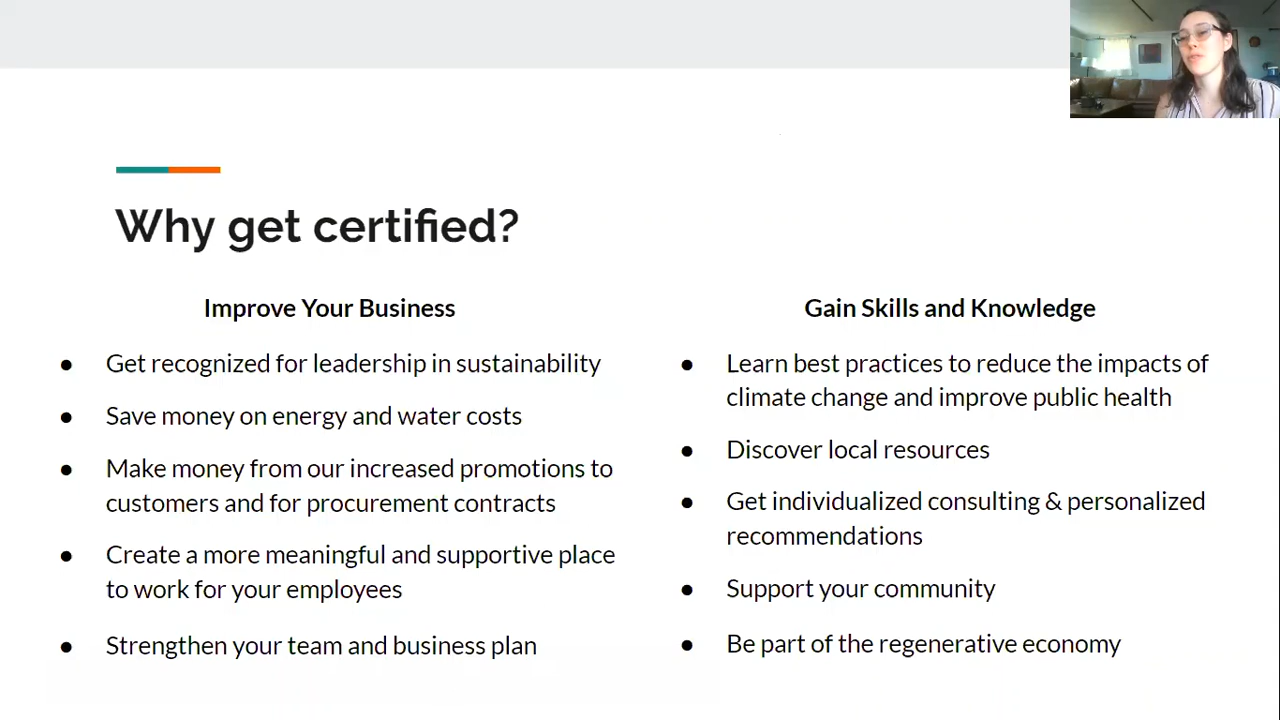 Why get certified?
Improve Your Business
● Get recognized for leadership in sustainability
● Save money on energy and water costs
● Make money from our increased promotions to
customers and for procurement contracts
● Create a more meaningful and supportive place
to work for your employees
● Strengthen your team and business plan
Gain Skills and Knowledge
● Learn best practices to reduce the impacts of
climate change and improve public health
● Discover local resources
● Get individualized consulting & personalized
recommendations
● Support your community
● Be part of the regenerative economy